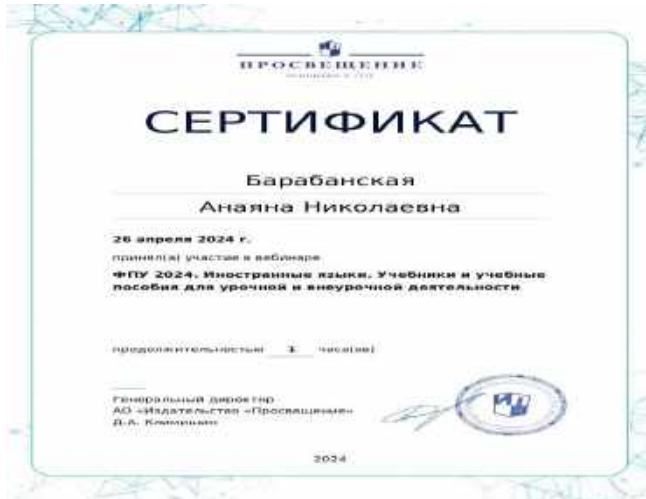 ПРОСВЕЩЕНИЕ
СЕРТИФИКАТ
Барабанская
Анаяна Николаевна
26 апреля 2024 г.
принял(а) участие в вебинаре
ФПУ 2024. Иностранные языки. Учебники и учебные
пособия для урочной и внеурочной деятельности
продолжительностью 1 часа(ов)
Генеральный директор
АО «Издательство «Просвещение»
Д.А. Климишин
2024